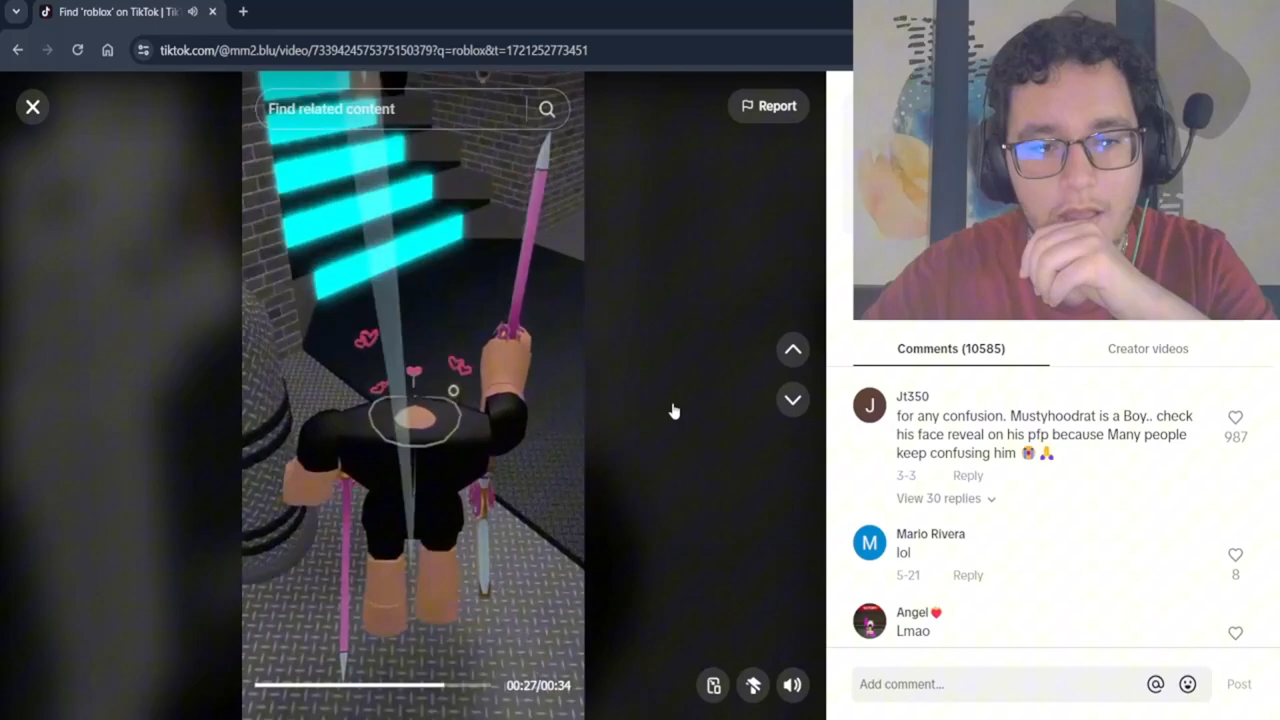 Find 'roblox' on TikTok | Tik
tiktok.com/@mm2.blu/video/7339424575375150379?q=roblox&t=1721252773451
Find related content
Report
Comments (10585)
Creator videos
J
Jt350
for any confusion. Mustyhoodrat is a Boy.. check
his face reveal on his pfp because Many people
keep confusing him
987
3-3
Reply
View 30 replies
M
Mario Rivera
lol
8
5-21
Reply
Angel
Lmao
00:27/00:34
Add comment...
Post